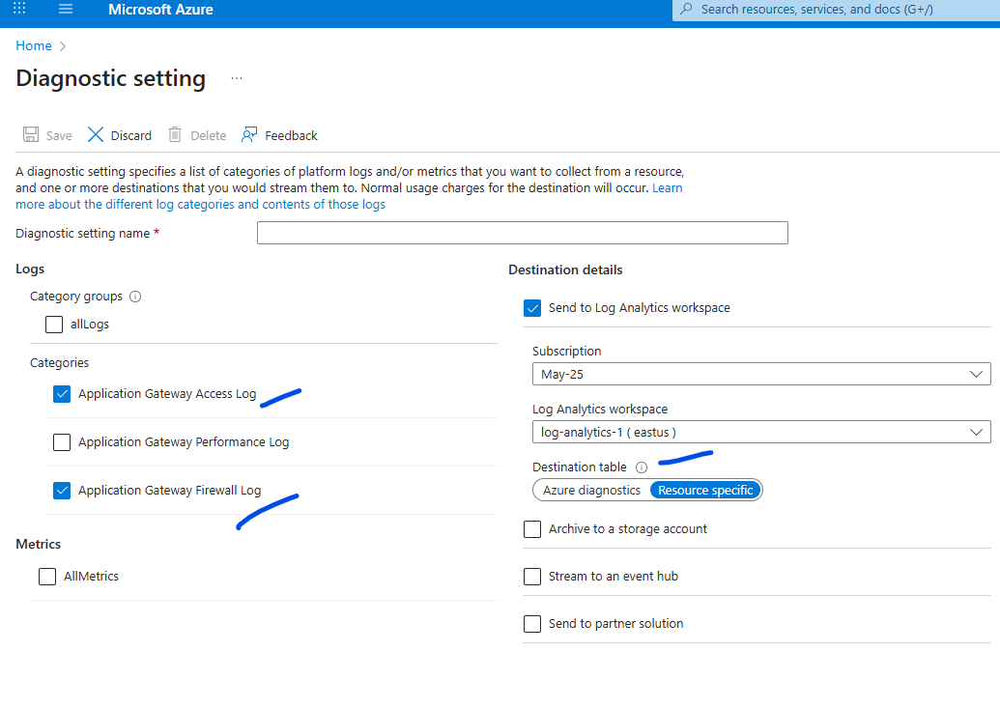 Microsoft Azure
Search resources, services, and docs (G+/)
Home
Diagnostic setting
...
Save Discard Delete Feedback
A diagnostic setting specifies a list of categories of platform logs and/or metrics that you want to collect from a resource,
and one or more destinations that you would stream them to. Normal usage charges for the destination will occur. Learn
more about the different log categories and contents of those logs
Diagnostic setting name *
Logs
Category groups
allLogs
Categories
Application Gateway Access Log
Application Gateway Performance Log
Application Gateway Firewall Log
Metrics
AllMetrics
Destination details
Send to Log Analytics workspace
Subscription
May-25
Log Analytics workspace
log-analytics-1 ( eastus )
Destination table
Azure diagnostics Resource specific
Archive to a storage account
Stream to an event hub
Send to partner solution